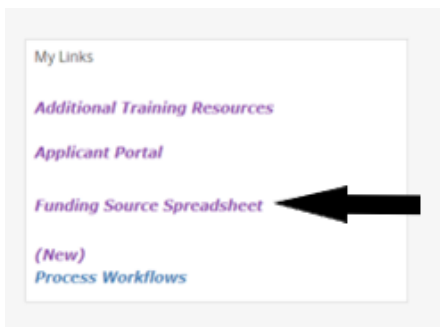 My Links
Additional Training Resources
Applicant Portal
Funding Source Spreadsheet
(New)
Process Workflows